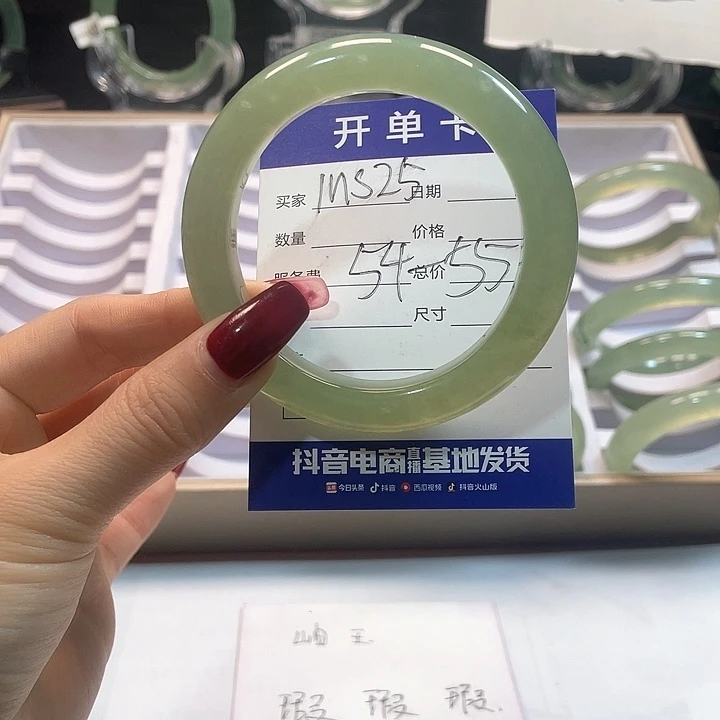 开单卡
买家 INS25 日期
数量 价格
服务费 54-55 总价
尺寸
抖音电商直播基地发货
今日头条 抖音 西瓜视频 抖音火山版
岫玉
瑕 瑕 瑕.